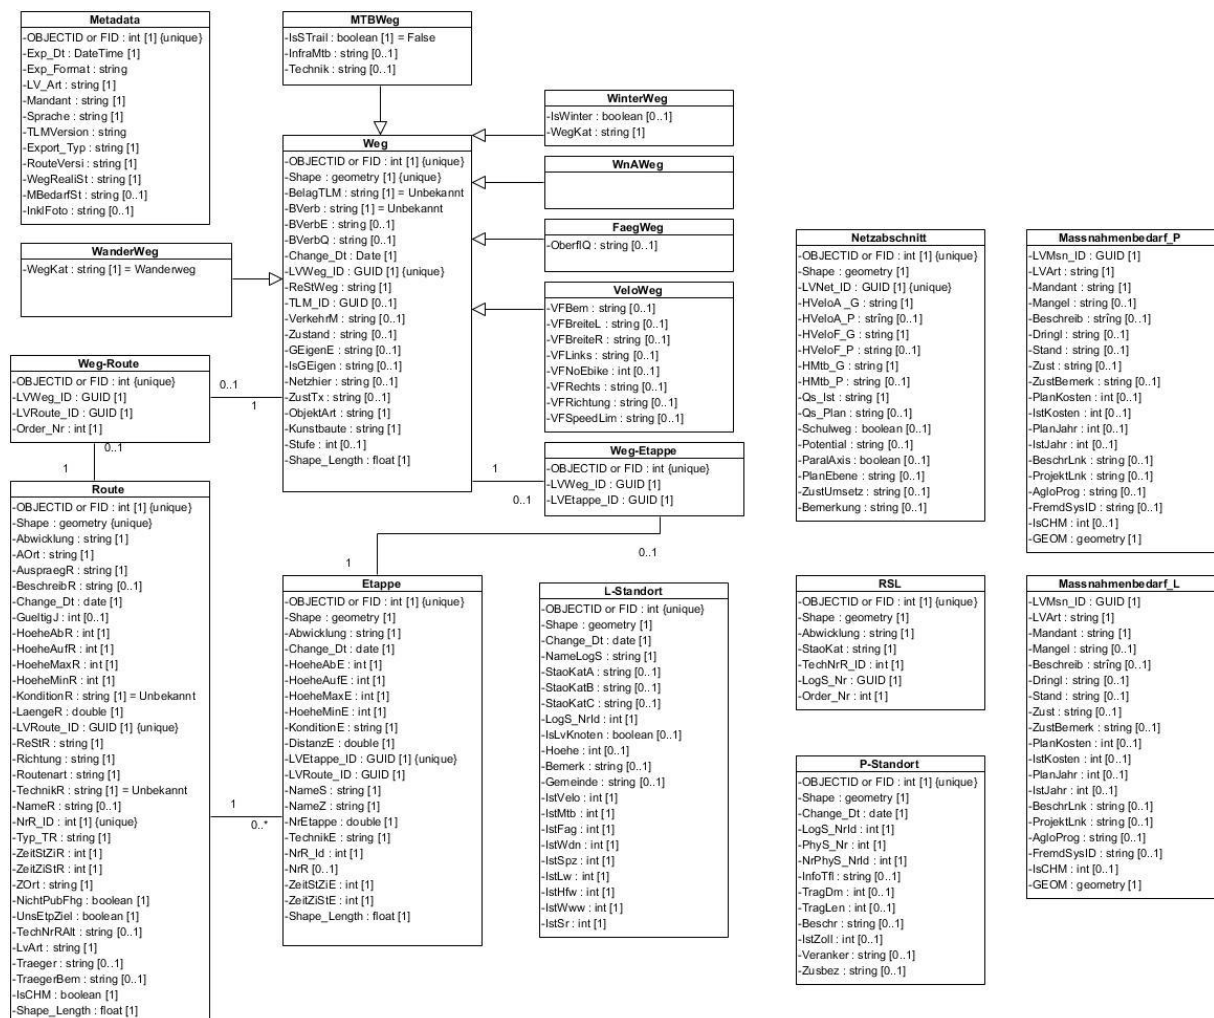 Metadata
-OBJECTID or FID : int [1] {unique}
-Exp_Dt : DateTime [1]
-Exp_Format : string
-LV_Art : string [1]
-Mandant : string [1]
-Sprache : string [1]
-TLMVersion : string
-Export_Typ : string [1]
-RouteVersi : string [1]
-WegRealiSt : string [1]
-MBedarfSt : string [0..1]
-InklFoto : string [0..1]
MTBWeg
-IsSTrail : boolean [1] = False
-InfraMtb : string [0..1]
-Technik : string [0..1]
WinterWeg
-IsWinter : boolean [0..1]
-WegKat : string [1]
Weg
-OBJECTID or FID : int [1] {unique}
-Shape : geometry [1] {unique}
-BelagTLM : string [1] = Unbekannt
-BVerb : string [1] = Unbekannt
-BVerbE : string [0..1]
-BVerbQ : string [0..1]
-Change_Dt : Date [1]
-LVWeg_ID : GUID [1] {unique}
-ReStWeg : string [1]
-TLM_ID : GUID [0..1]
-VerkehrM : string [0..1]
-Zustand : string [0..1]
-GEigenE : string [0..1]
-IsGEigen : string [0..1]
-Netzhier : string [0..1]
-ZustTx : string [0..1]
-ObjektArt : string [1]
-Kunstbaute : string [1]
-Stufe : int [0..1]
-Shape_Length : float [1]
WnAWeg
FaegWeg
-OberflQ : string [0..1]
WanderWeg
-WegKat : string [1] = Wanderweg
VeloWeg
-VFBem : string [0..1]
-VFBreiteL : string [0..1]
-VFBreiteR : string [0..1]
-VFLinks : string [0..1]
-VFNoEbike : int [0..1]
-VFRechts : string [0..1]
-VFRichtung : string [0..1]
-VFSpeedLim : string [0..1]
Netzabschnitt
-OBJECTID or FID : int [1] {unique}
-Shape : geometry [1]
-LVNet_ID : GUID [1] {unique}
-HVeloA _G : string [1]
-HVeloA_P : strîng [0..1]
-HVeloF_G : string [1]
-HVeloF_P : string [0..1]
-HMtb_G : string [1]
-HMtb_P : string [0..1]
-Qs_Ist : string [1]
-Qs_Plan : string [0..1]
-Schulweg : boolean [0..1]
-Potential : string [0..1]
-ParalAxis : boolean [0..1]
-PlanEbene : string [0..1]
-ZustUmsetz : string [0..1]
-Bemerkung : string [0..1]
Massnahmenbedarf_P
-LVMsn_ID : GUID [1]
-LVArt : string [1]
-Mandant : string [1]
-Mangel : string [0..1]
-Beschreib : strîng [0..1]
-Dringl : string [0..1]
-Stand : string [0..1]
-Zust : string [0..1]
-ZustBemerk : string [0..1]
-PlanKosten : int [0..1]
-IstKosten : int [0..1]
-PlanJahr : int [0..1]
-IstJahr : int [0..1]
-BeschrLnk : string [0..1]
-ProjektLnk : string [0..1]
-AgloProg : string [0..1]
-FremdSysID : string [0..1]
-IsCHM : int [0..1]
-GEOM : geometry [1]
Weg-Route
-OBJECTID or FID : int {unique}
-LVWeg_ID : GUID [1]
-LVRoute_ID : GUID [1]
-Order_Nr : int [1]
0..1
1
0..1
1
Weg-Etappe
-OBJECTID or FID : int {unique}
-LVWeg_ID : GUID [1]
-LVEtappe_ID : GUID [1]
1
0..1
0..1
1
Route
-OBJECTID or FID : int [1] {unique}
-Shape : geometry {unique}
-Abwicklung : string [1]
-AOrt : string [1]
-AuspraegR : string [1]
-BeschreibR : string [0..1]
-Change_Dt : date [1]
-GueltigJ : int [0..1]
-HoeheAbR : int [1]
-HoeheAufR : int [1]
-HoeheMaxR : int [1]
-HoeheMinR : int [1]
-KonditionR : string [1] = Unbekannt
-LaengeR : double [1]
-LVRoute_ID : GUID [1] {unique}
-ReStR : string [1]
-Richtung : string [1]
-Routenart : string [1]
-TechnikR : string [1] = Unbekannt
-NameR : string [0..1]
-NrR_ID : int [1] {unique}
-Typ_TR : string [1]
-ZeitStZiR : int [1]
-ZeitZiStR : int [1]
-ZOrt : string [1]
-NichtPubFhg : boolean [1]
-UnsEtpZiel : boolean [1]
-TechNrRAlt : string [0..1]
-LvArt : string [1]
-Traeger : string [0..1]
-TraegerBem : string [0..1]
-IsCHM : boolean [1]
-Shape_Length : float [1]
1
0..*
Etappe
-OBJECTID or FID : int [1] {unique}
-Shape : geometry [1]
-Abwicklung : string [1]
-Change_Dt : date [1]
-HoeheAbE : int [1]
-HoeheAufE : int [1]
-HoeheMaxE : int [1]
-HoeheMinE : int [1]
-KonditionE : string [1]
-DistanzE : double [1]
-LVEtappe_ID : GUID [1] {unique}
-LVRoute_ID : GUID [1]
-NameS : string [1]
-NameZ : string [1]
-NrEtappe : double [1]
-TechnikE : string [1]
-NrR_Id : int [1]
-NrR [0..1]
-ZeitStZiE : int [1]
-ZeitZiStE : int [1]
-Shape_Length : float [1]
L-Standort
-OBJECTID or FID : int {unique}
-Shape : geometry [1]
-Change_Dt : date [1]
-NameLogS : string [1]
-StaoKatA : string [0..1]
-StaoKatB : string [0..1]
-StaoKatC : string [0..1]
-LogS_NrId : int [1]
-IsLvKnoten : boolean [0..1]
-Hoehe : int [0..1]
-Bemerk : string [0..1]
-Gemeinde : string [0..1]
-IstVelo : int [1]
-IstMtb : int [1]
-IstFag : int [1]
-IstWdn : int [1]
-IstSpz : int [1]
-IstLw : int [1]
-IstHfw : int [1]
-IstWww : int [1]
-IstSr : int [1]
RSL
-OBJECTID or FID : int [1] {unique}
-Shape : geometry [1]
-Abwicklung : string [1]
-StaoKat : string [1]
-TechNrR_ID : int [1]
-LogS_Nr : GUID [1]
-Order_Nr : int [1]
P-Standort
-OBJECTID or FID : int [1] {unique}
-Shape : geometry [1]
-Change_Dt : date [1]
-LogS_NrId : int [1]
-PhyS_Nr : int [1]
-NrPhyS_NrId : int [1]
-InfoTfl : string [0..1]
-TragDm : int [0..1]
-TragLen : int [0..1]
-Beschr : string [0..1]
-IstZoll : int [0..1]
-Veranker : string [0..1]
-Zusbez : string [0..1]
Massnahmenbedarf_L
-LVMsn_ID : GUID [1]
-LVArt : string [1]
-Mandant : string [1]
-Mangel : string [0..1]
-Beschreib : strîng [0..1]
-Dringl : string [0..1]
-Stand : string [0..1]
-Zust : string [0..1]
-ZustBemerk : string [0..1]
-PlanKosten : int [0..1]
-IstKosten : int [0..1]
-PlanJahr : int [0..1]
-IstJahr : int [0..1]
-BeschrLnk : string [0..1]
-ProjektLnk : string [0..1]
-AgloProg : string [0..1]
-FremdSysID : string [0..1]
-IsCHM : int [0..1]
-GEOM : geometry [1]